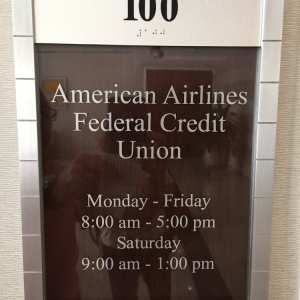 100
American Airlines
Federal Credit
Union
Monday - Friday
8:00 am - 5:00 pm
Saturday
9:00 am - 1:00 pm